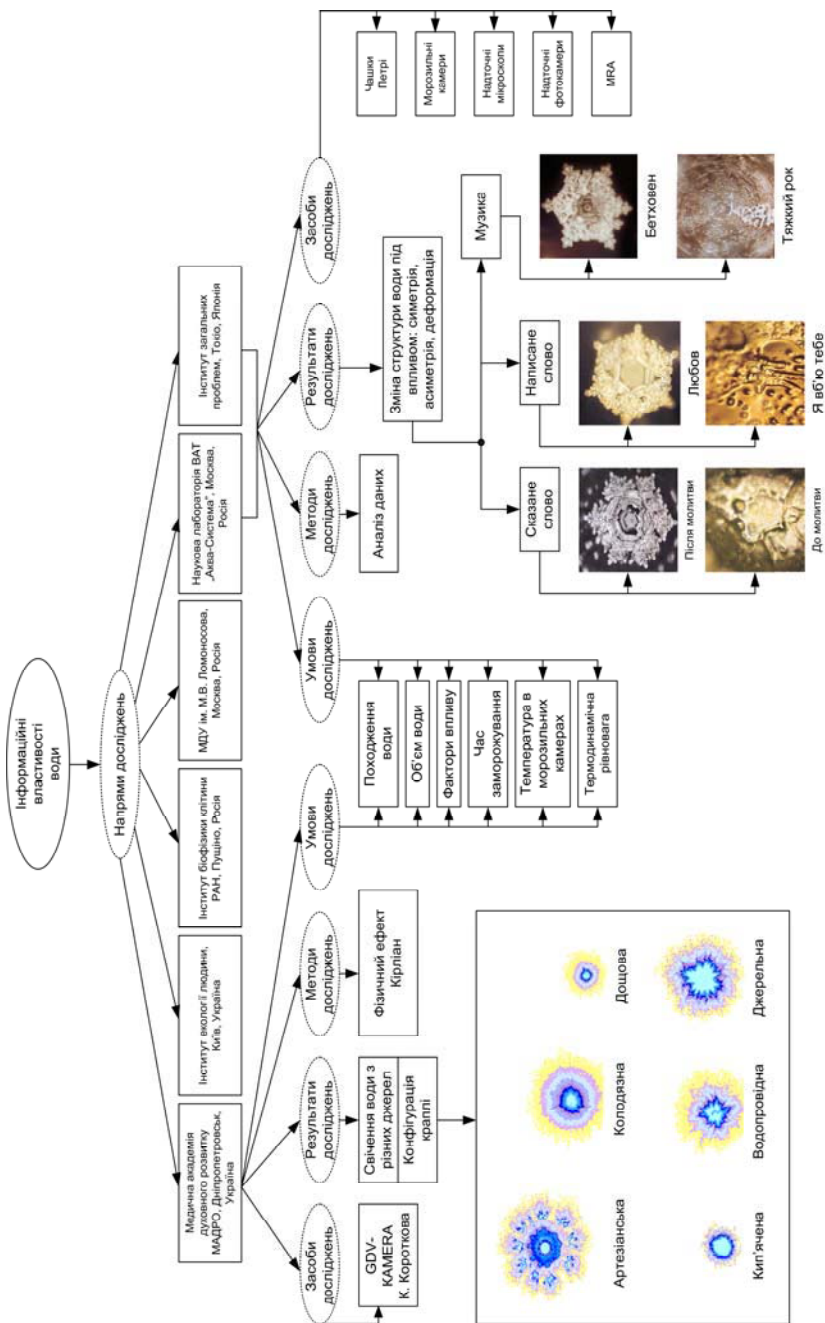 Інформаційні
властивості
води
Напрями досліджень
Медична академія
духовного розвитку
МАДРО, Дніпропетровськ,
Україна
Інститут екології людини,
Київ, Україна
Інститут біофізики клітини
РАН, Пущіно, Росія
МДУ ім. М.В. Ломоносова,
Москва, Росія
Наукова лабораторія ВАТ
„Аква-Система", Москва,
Росія
Інститут загальних
проблем, Токіо, Японія
Засоби
досліджень
Результати
досліджень
Методи
досліджень
Умови
досліджень
Умови
досліджень
Методи
досліджень
Результати
досліджень
Засоби
досліджень
GDV-
КАМЕRA
К. Короткова
Свічення води з
різних джерел
Конфігурація
краплі
Фізичний ефект
Кірліан
Походження
води
Об'єм води
Фактори впливу
Час
заморожування
Температура в
морозильних
камерах
Термодинамічна
рівновага
Аналіз даних
Зміна структури води під
впливом: симетрія,
асиметрія, деформація
Чашки
Петрі
Морозильні
камери
Надточні
мікроскопи
Надточні
фотокамери
ИRA
Сказане
слово
Написане
слово
Музика
Після молитви
До молитви
Любов
Я вб'ю тебе
Бетховен
Тяжкий рок
Артезіанська
Колодязна
Дощова
Кип'ячена
Водопровідна
Джерельна